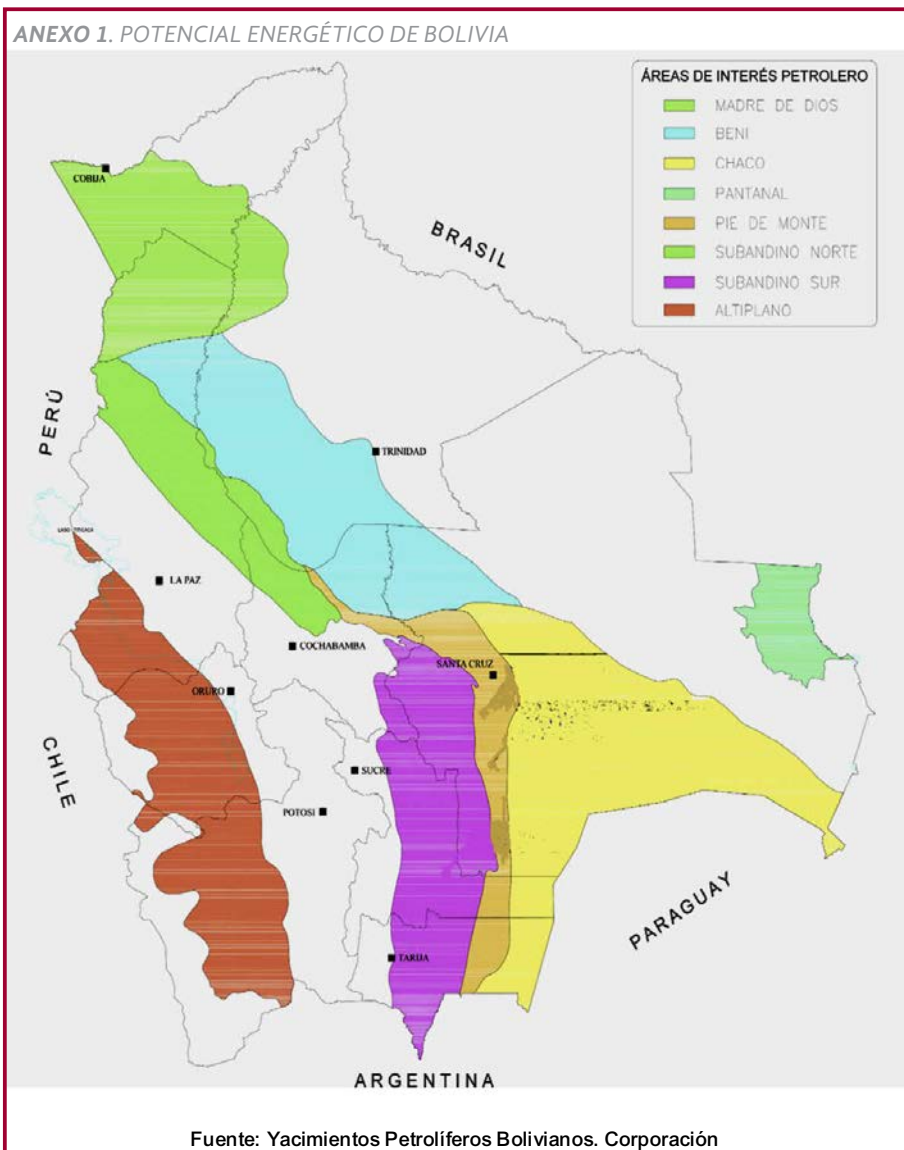 ANEXO 1. POTENCIAL ENERGÉTICO DE BOLIVIA
ÁREAS DE INTERÉS PETROLERO
MADRE DE DIOS
BENI
CHACO
PANTANAL
PIE DE MONTE
SUBANDINO NORTE
SUBANDINO SUR
ALTIPLANO
COBIJA
BRASIL
PERÚ
TRINIDAD
LA PAZ
COCHABAMBA
SANTA CRUZ
ORURO
CHILE
SUCRE
POTOSI
PARAGUAY
TARIJA
ARGENTINA
Fuente: Yacimientos Petrolíferos Bolivianos. Corporación